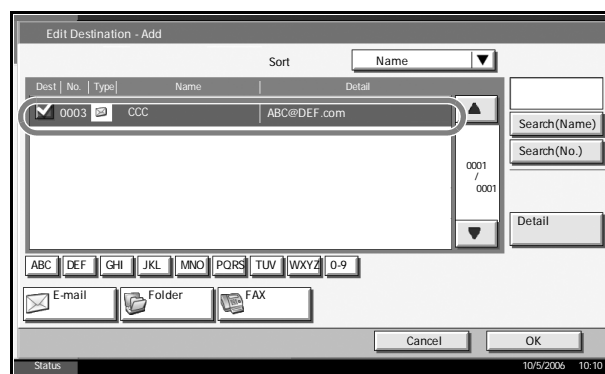 Edit Destination - Add
Sort Name
Dest No. Type Name Detail
0003 CCC ABC@DEF.com
Search(Name)
Search(No.)
0001
/
0001
Detail
ABC DEF GHI JKL MNO PQRS TUV WXYZ 0-9
E-mail Folder FAX
Cancel OK
Status 10/5/2006 10:10